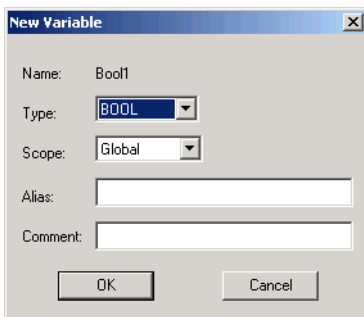 New Variable
Name: Bool1
Type: BOOL
Scope: Global
Alias:
Comment:
OK Cancel